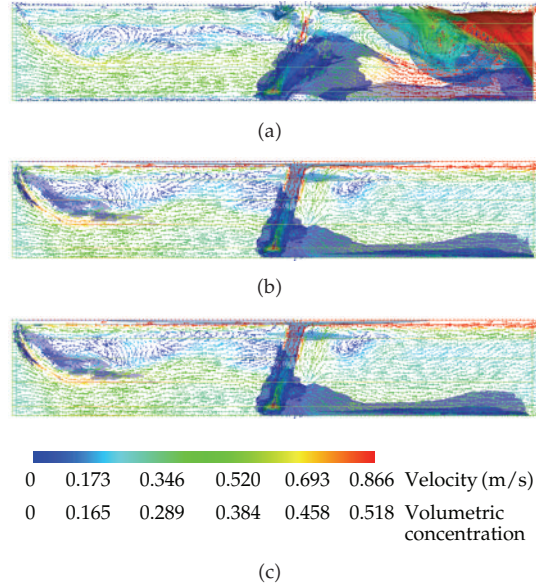 (a)
(b)
0 0.173 0.346 0.520 0.693 0.866 Velocity (m/s)
0 0.165 0.289 0.384 0.458 0.518 Volumetric
concentration
(c)